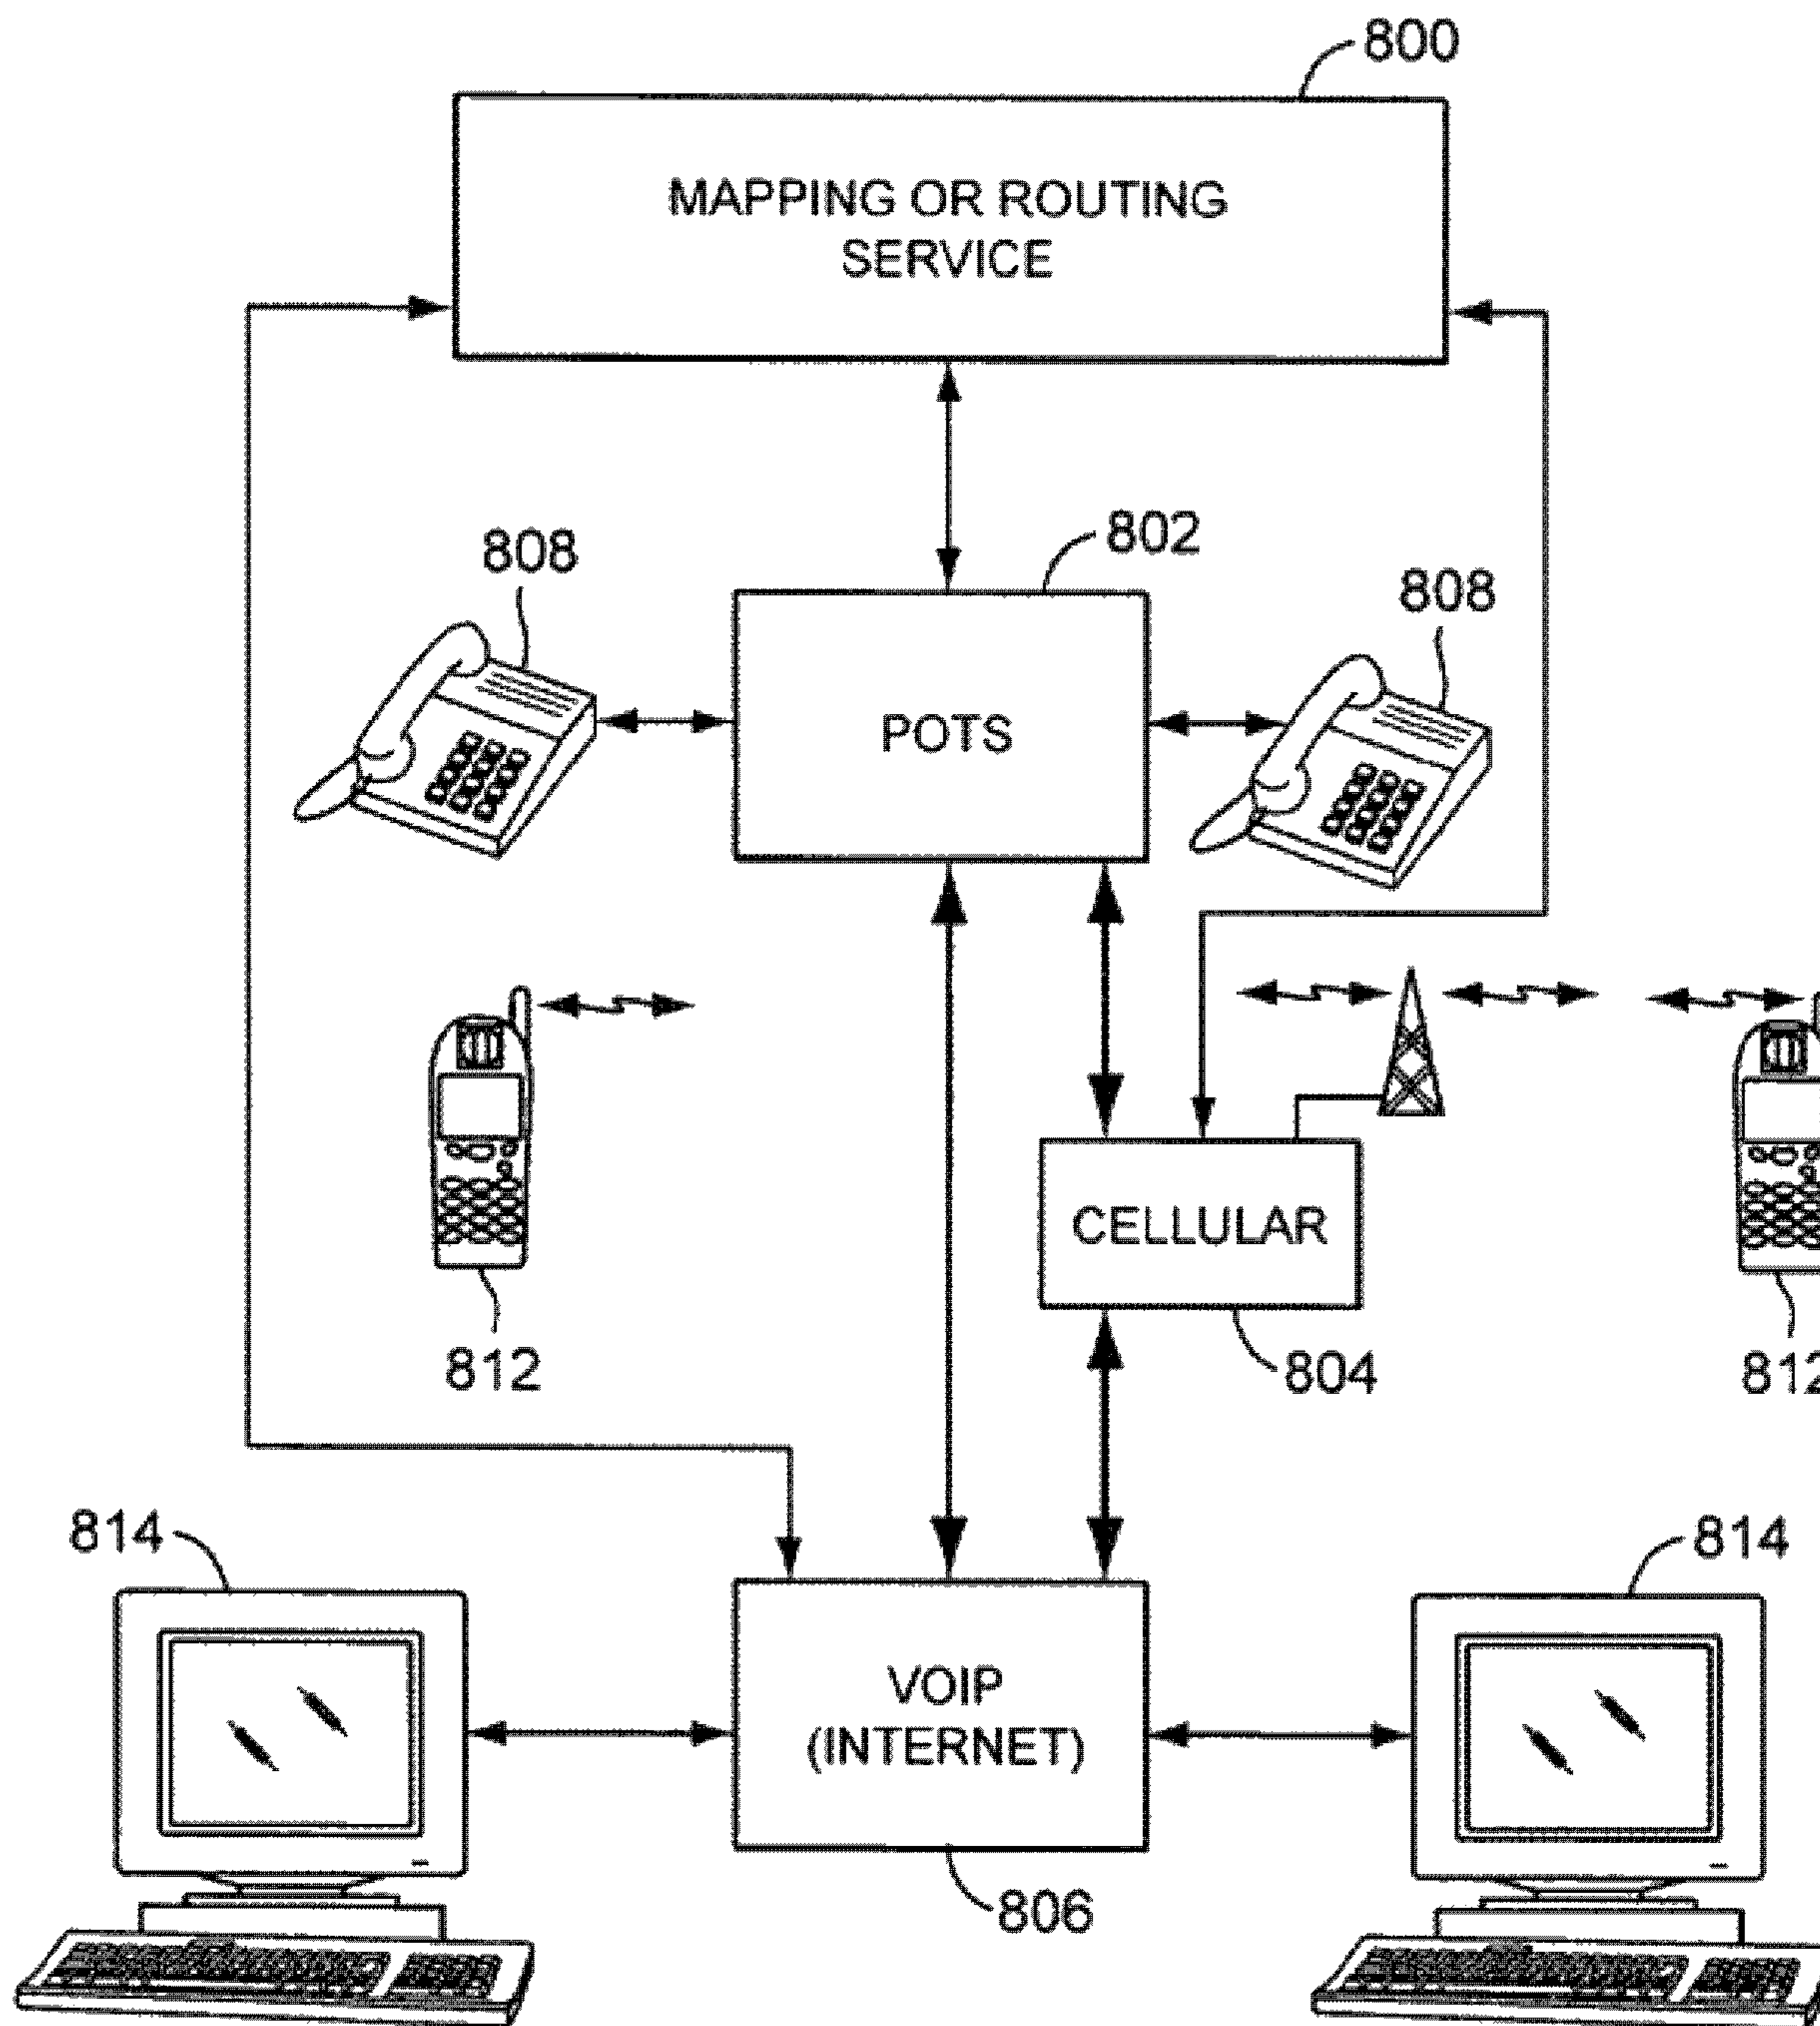 800
MAPPING OR ROUTING
SERVICE
802
808
808
POTS
CELLULAR
812
804
814
814
VOIP
(INTERNET)
806